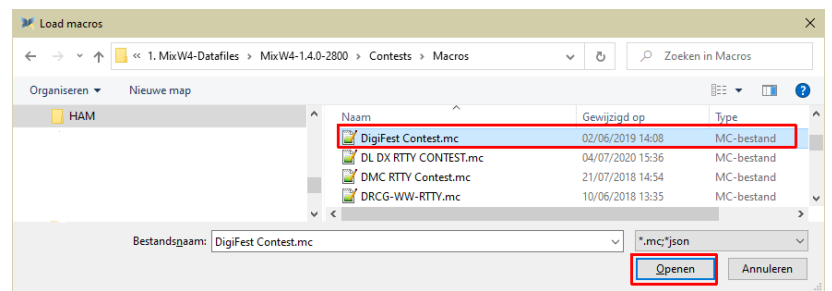 Load macros
« 1. MixW4-Datafiles › MixW4-1.4.0-2800 › Contests › Macros
Zoeken in Macros
Organiseren Nieuwe map
HAM
Naam Gewijzigd op Type
DigiFest Contest.mc 02/06/2019 14:08 MC-bestand
DL DX RTTY CONTEST.mc 04/07/2020 15:36 MC-bestand
DMC RTTY Contest.mc 21/07/2018 14:54 MC-bestand
DRCG-WW-RTTY.mc 10/06/2018 13:35 MC-bestand
Bestandsnaam: DigiFest Contest.mc *.mc;*json
Openen Annuleren